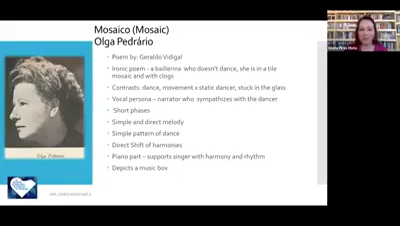 Mosaico (Mosaic)
Olga Pedrário
Poem by: Geraldo Vidigal
Ironic poem - a baillerina who doesn't dance, she is in a tile
mosaic and with clogs
Contrasts: dance, movement x static dancer, stuck in the glass
Vocal persona – narrator who sympathizes with the dancer
Short phases
Simple and direct melody
Simple pattern of dance
Direct Shift of harmonies
Piano part – supports singer with harmony and rhythm
Depicts a music box
Olga Pedrário